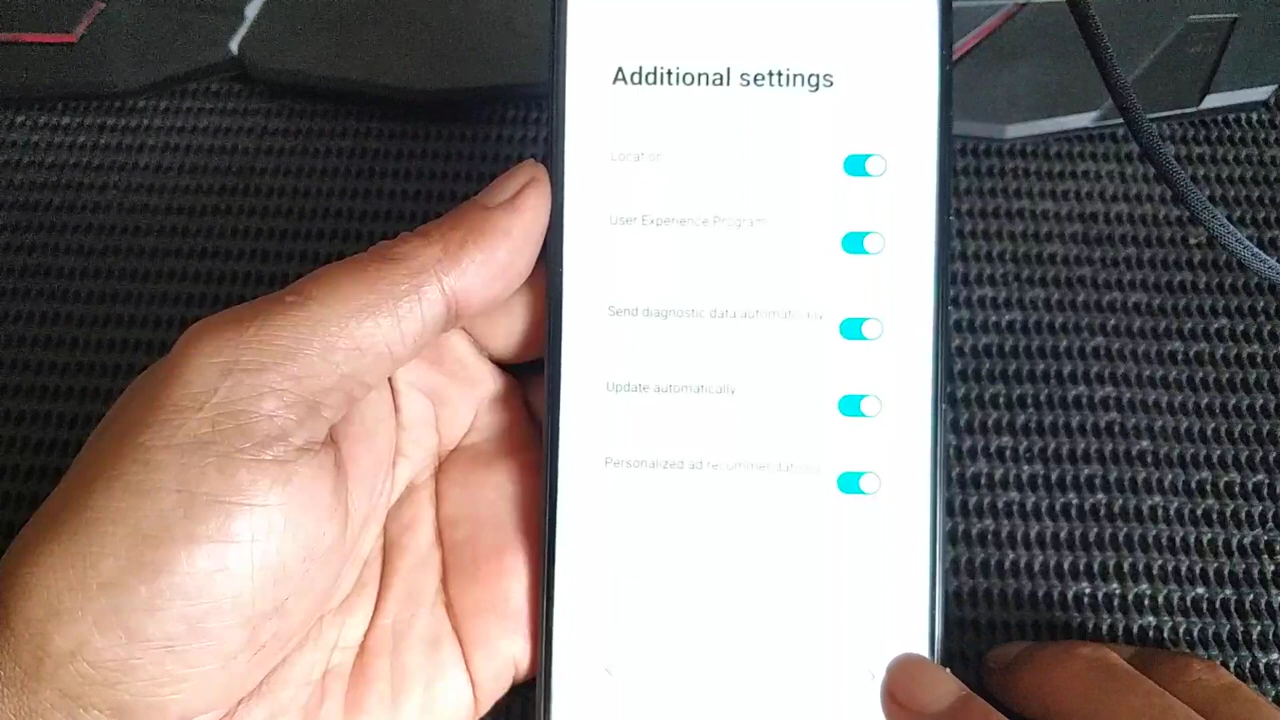 Additional settings
Location
User Experience Program
Send diagnostic data automatically
Update automatically
Personalized ad recommendations